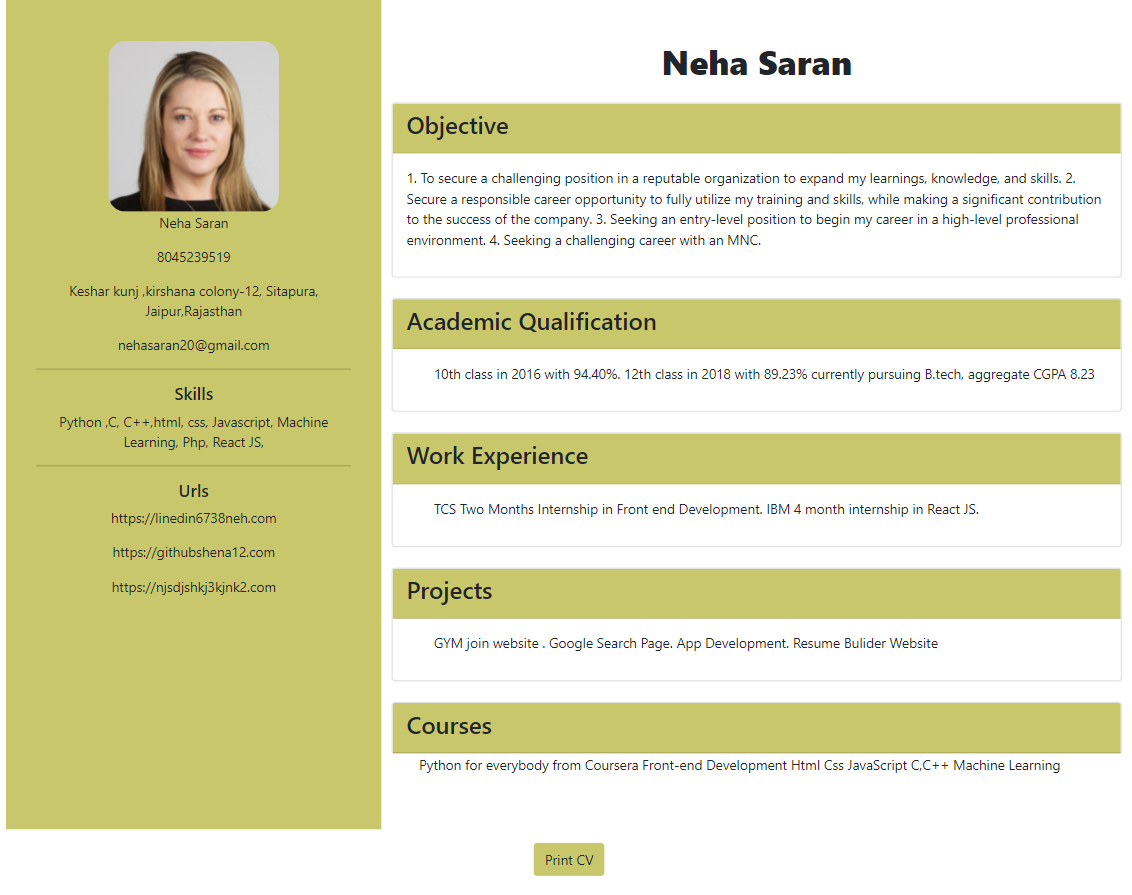 Neha Saran
8045239519
Keshar kunj ,kirshana colony-12, Sitapura,
Jaipur,Rajasthan
nehasaran20@gmail.com
Skills
Python ,C, C++,html, css, Javascript, Machine
Learning, Php, React JS,
Urls
https://linedin6738neh.com
https://githubshena12.com
https://njsdjshkj3kjnk2.com
Neha Saran
Objective
1. To secure a challenging position in a reputable organization to expand my learnings, knowledge, and skills. 2.
Secure a responsible career opportunity to fully utilize my training and skills, while making a significant contribution
to the success of the company. 3. Seeking an entry-level position to begin my career in a high-level professional
environment. 4. Seeking a challenging career with an MNC.
Academic Qualification
10th class in 2016 with 94.40%. 12th class in 2018 with 89.23% currently pursuing B.tech, aggregate CGPA 8.23
Work Experience
TCS Two Months Internship in Front end Development. IBM 4 month internship in React JS.
Projects
GYM join website . Google Search Page. App Development. Resume Bulider Website
Courses
Python for everybody from Coursera Front-end Development Html Css JavaScript C,C++ Machine Learning
Print CV